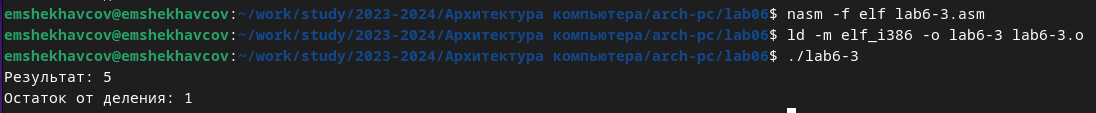 emshekhavcov@emshekhavcov:~/work/study/2023-2024/Архитектура компьютера/arch-pc/lab06$ nasm -f elf lab6-3.asm
emshekhavcov@emshekhavcov:~/work/study/2023-2024/Архитектура компьютера/arch-pc/lab06$ ld -m elf_i386 -o lab6-3 lab6-3.o
emshekhavcov@emshekhavcov:~/work/study/2023-2024/Архитектура компьютера/arch-pc/lab06$ ./lab6-3
Результат: 5
Остаток от деления: 1